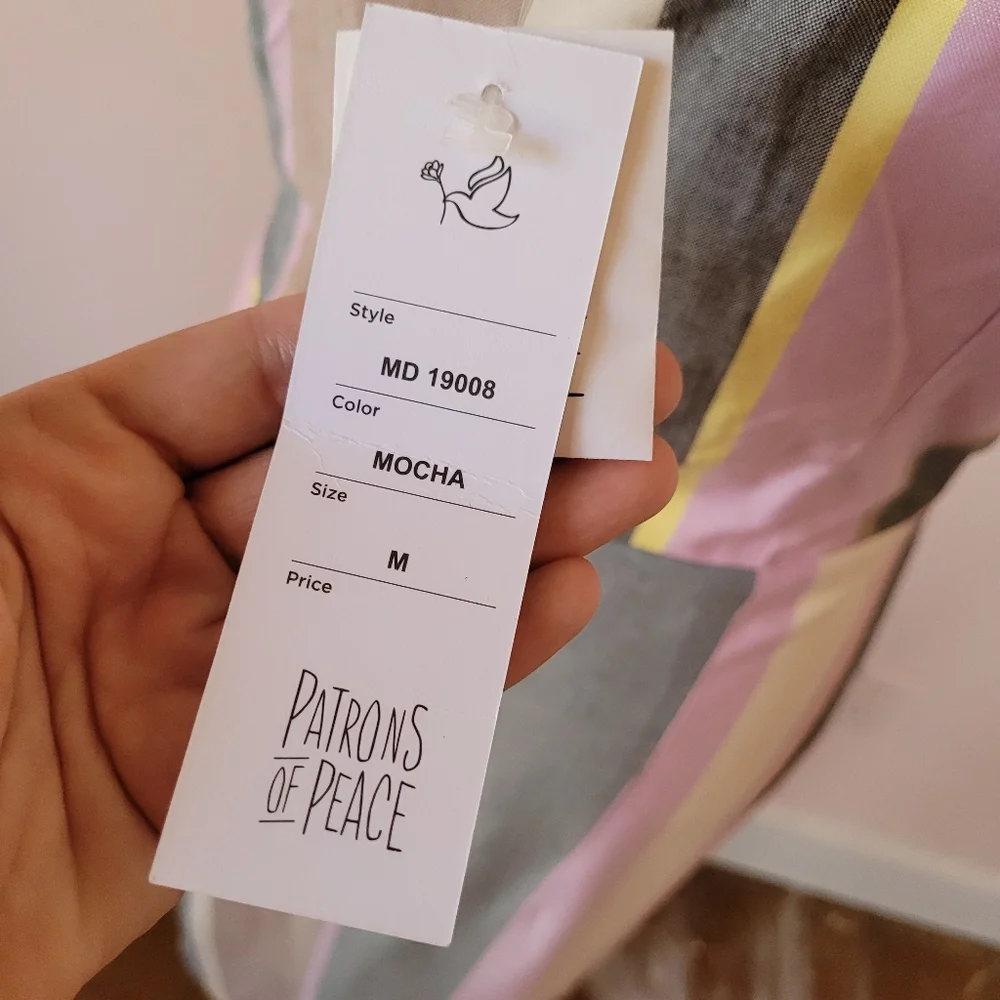 Style
MD 19008
Color
MOCHA
Size
M
Price
PATRONS
OF PEACE